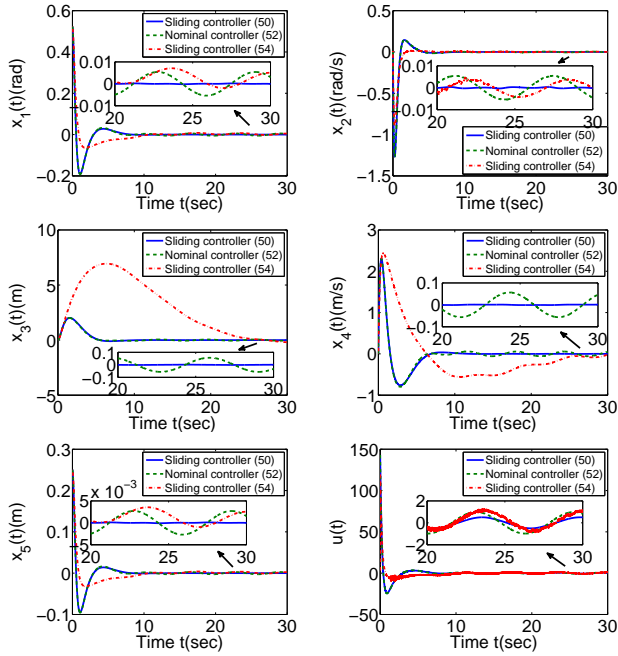 0.6
0.4
0.2
0
−0.2
x1(t)(rad)
Sliding controller (50)
Nominal controller (52)
Sliding controller (54)
0.01
0
0.01
20 25 30
0 10 20 30
Time t(sec)
0.5
0
−0.5
−1
−1.5
x2(t)(rad/s)
0.01
0
−0.01
20 25 30
Sliding controller (50)
Nominal controller (52)
Sliding controller (54)
0 10 20 30
Time t(sec)
10
5
0
−5
x3(t)(m)
Sliding controller (50)
Nominal controller (52)
Sliding controller (54)
0.1
0
−0.1
20 25 30
0 10 20 30
Time t(sec)
3
2
1
0
−1
x4(t)(m/s)
Sliding controller (50)
Nominal controller (52)
Sliding controller (54)
0.1
0
−0.1
20 25 30
0 10 20 30
Time t(sec)
0.3
0.2
0.1
0
−0.1
x5(t)(m)
Sliding controller (50)
Nominal controller (52)
Sliding controller (54)
x 10−3
5
0
20 25 30
0 10 20 30
Time t(sec)
150
100
50
0
−50
u(t)
Sliding controller (50)
Nominal controller (52)
Sliding controller (54)
2
0
−2
20 25 30
0 10 20 30
Time t(sec)